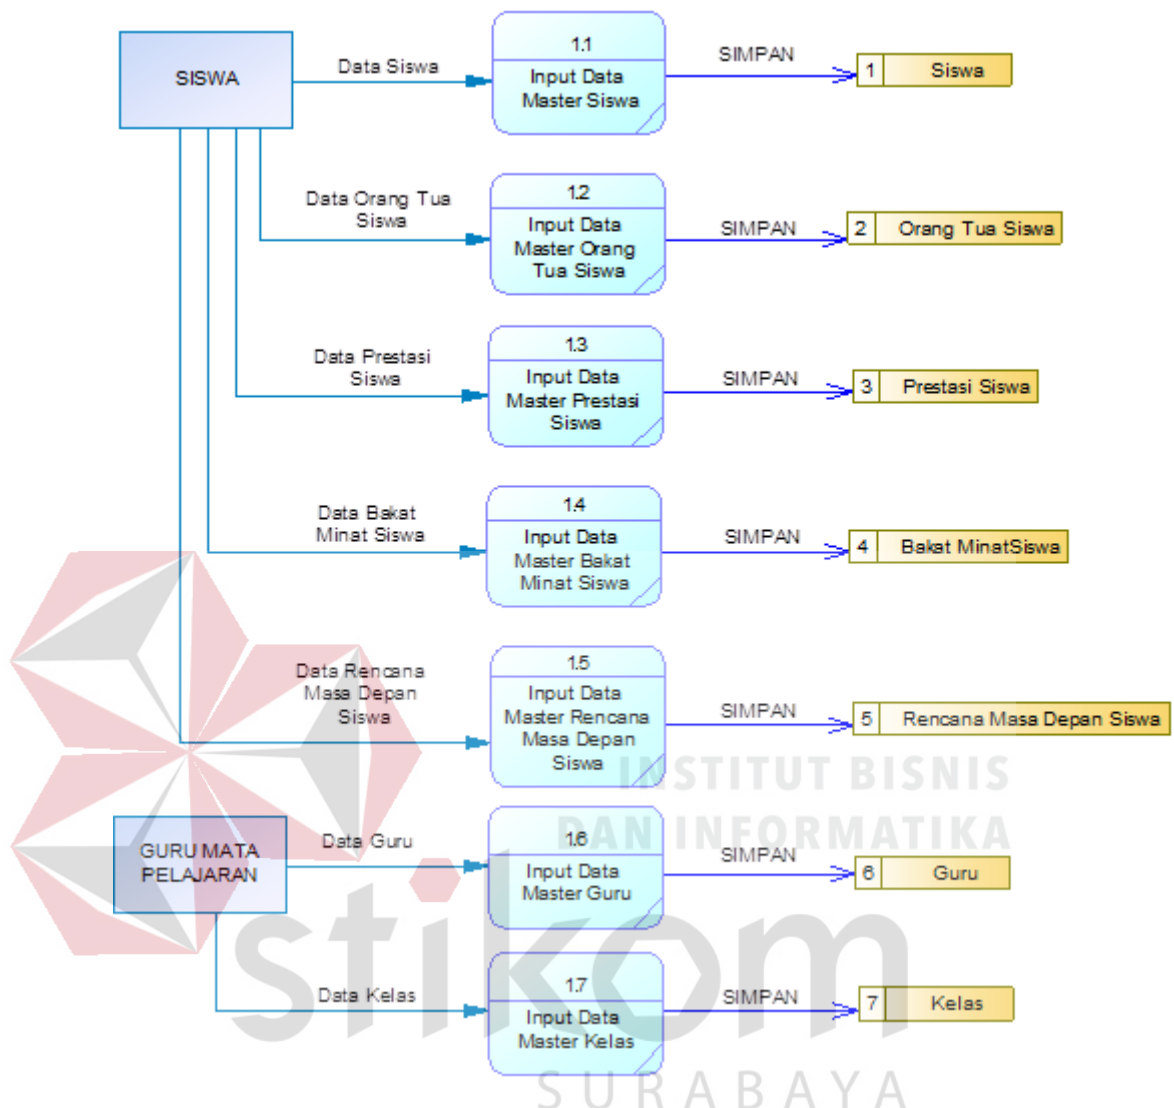 SISWA
Data Siswa
1.1
Input Data
Master Siswa
SIMPAN
1 Siswa
Data Orang Tua
Siswa
1.2
Input Data
Master Orang
Tua Siswa
SIMPAN
2 Orang Tua Siswa
Data Prestasi
Siswa
1.3
Input Data
Master Prestasi
Siswa
SIMPAN
3 Prestasi Siswa
Data Bakat
Minat Siswa
1.4
Input Data
Master Bakat
Minat Siswa
SIMPAN
4 Bakat MinatSiswa
Data Rencana
Masa Depan
Siswa
1.5
Input Data
Master Rencana
Masa Depan
Siswa
SIMPAN
5 Rencana Masa Depan Siswa
INSTITUT BISNIS
DAN INFORMATIKA
GURU MATA
PELAJARAN
Data Guru
1.6
Input Data
Master Guru
SIMPAN
6 Guru
stikom
Data Kelas
1.7
Input Data
Master Kelas
SIMPAN
7 Kelas
SURABAYA